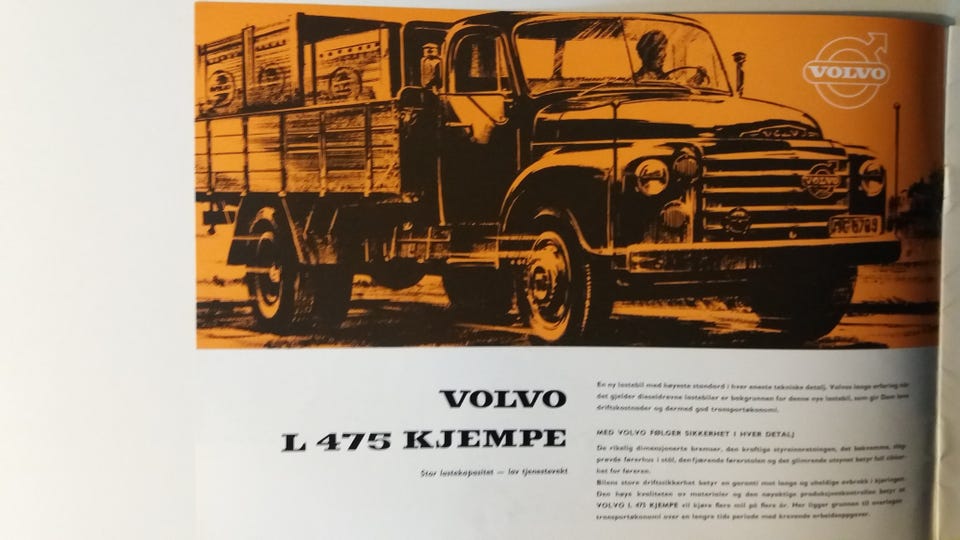 VOLVO
VOLVO
VOLVO
VOLVO
L 475 KJEMPE
Stor lastekapasitet — lav tjenestevekt
En ny lastebil med høyeste standard i hver eneste tekniske detalj. Volvos lange erfaring når
det gjelder dieseldrevne lastebiler er bakgrunnen for denne nye lastebil, som gir Dem lave
driftskostnader og dermed god transportøkonomi.
MED VOLVO FØLGER SIKKERHET I HVER DETALJ
De rikelig dimensjonerte bremser, den kraftige styreinnretningen, det bekvemme,
prøvede førerhus i stål, den fjærende førerstolen og det glimrende utsynet betyr full sikker-
het for føreren.
Bilens store driftssikkerhet betyr en garanti mot lange og uheldige avbrekk i kjøringen.
Den høye kvaliteten av materialer og den nøyaktige produksjonskontrollen betyr at
VOLVO L 475 KJEMPE vil kjøre flere mil på flere år. Her ligger grunnen til overlegen
transportøkonomi over en lengre tids periode med krevende arbeidsoppgaver.